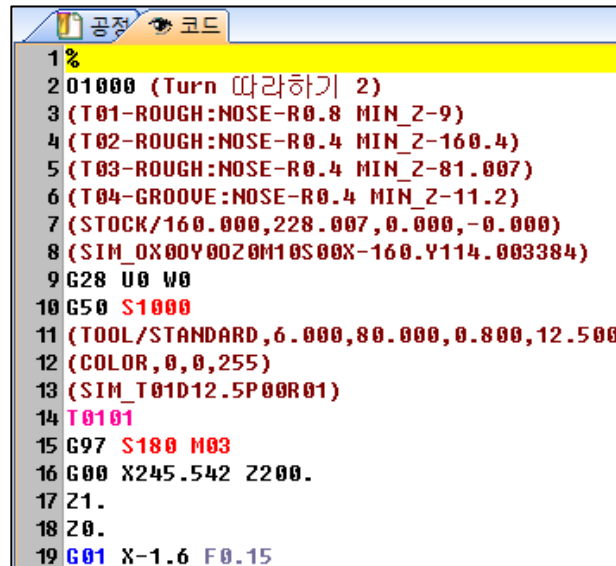 공정 코드
1 %
2 O1000 (Turn 따라하기 2)
3 (T01-ROUGH:NOSE-R0.8 MIN_Z-9)
4 (T02-ROUGH:NOSE-R0.4 MIN_Z-160.4)
5 (T03-ROUGH:NOSE-R0.4 MIN_Z-81.007)
6 (T04-GROOVE:NOSE-R0.4 MIN_Z-11.2)
7 (STOCK/160.000,228.007,0.000,-0.000)
8 (SIM_OX0OY0OZ0M10S00X-160.Y114.003384)
9 G28 U0 W0
10 G50 S1000
11 (TOOL/STANDARD,6.000,80.000,0.800,12.500
12 (COLOR,0,0,255)
13 (SIM_T01D12.5P00R01)
14 T0101
15 G97 S180 M03
16 G00 X245.542 Z200.
17 Z1.
18 Z0.
19 G01 X-1.6 F0.15